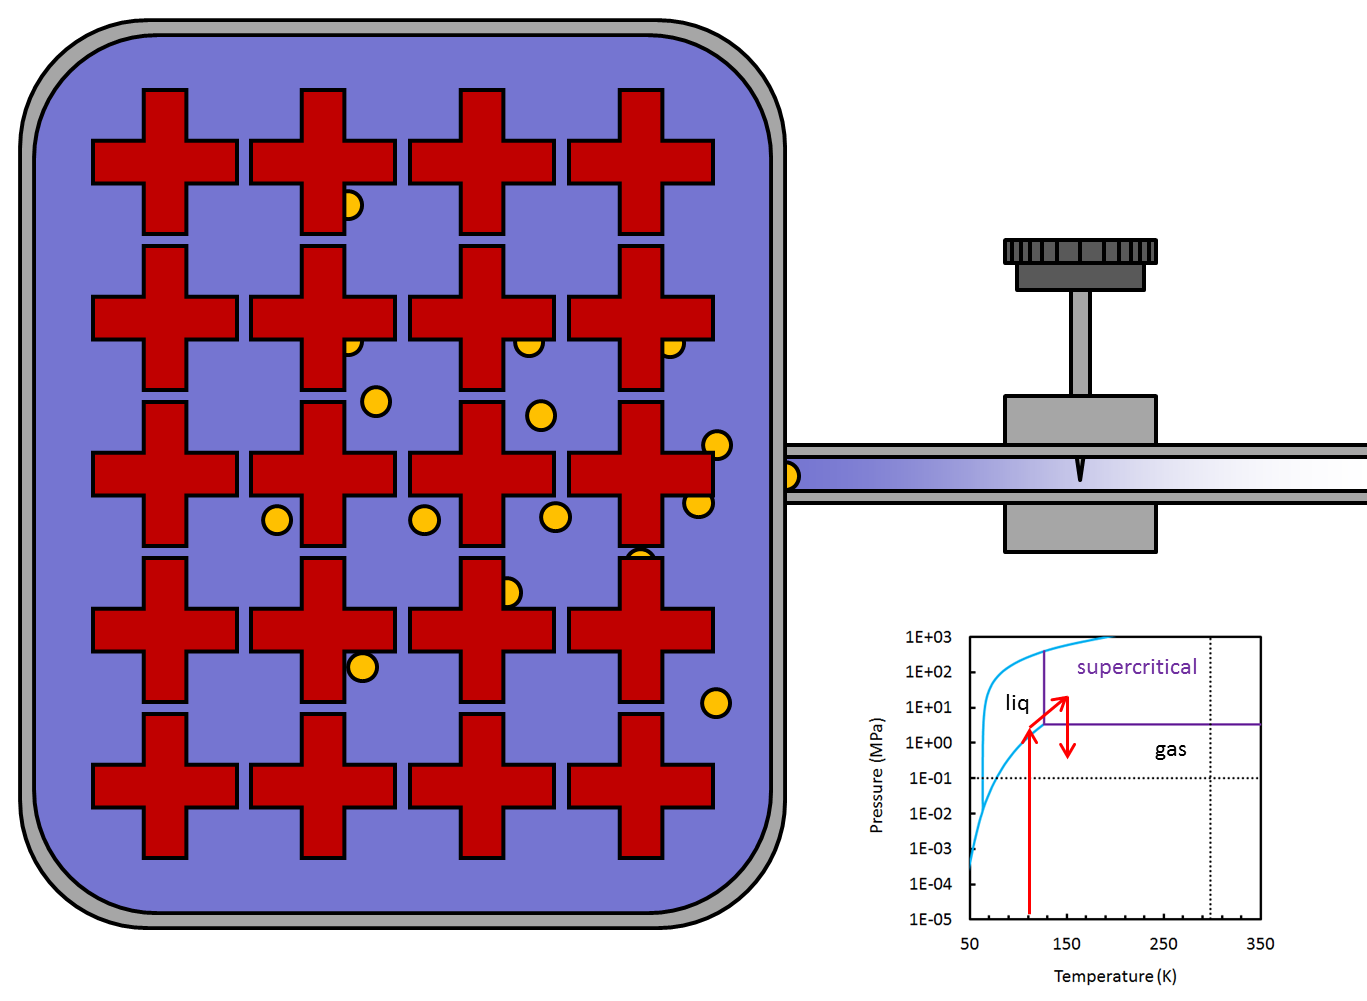 1E+03
1E+02
1E+01
1E+00
1E-01
1E-02
1E-03
1E-04
1E-05
Pressure (MPa)
supercritical
liq
gas
50 150 250 350
Temperature (K)